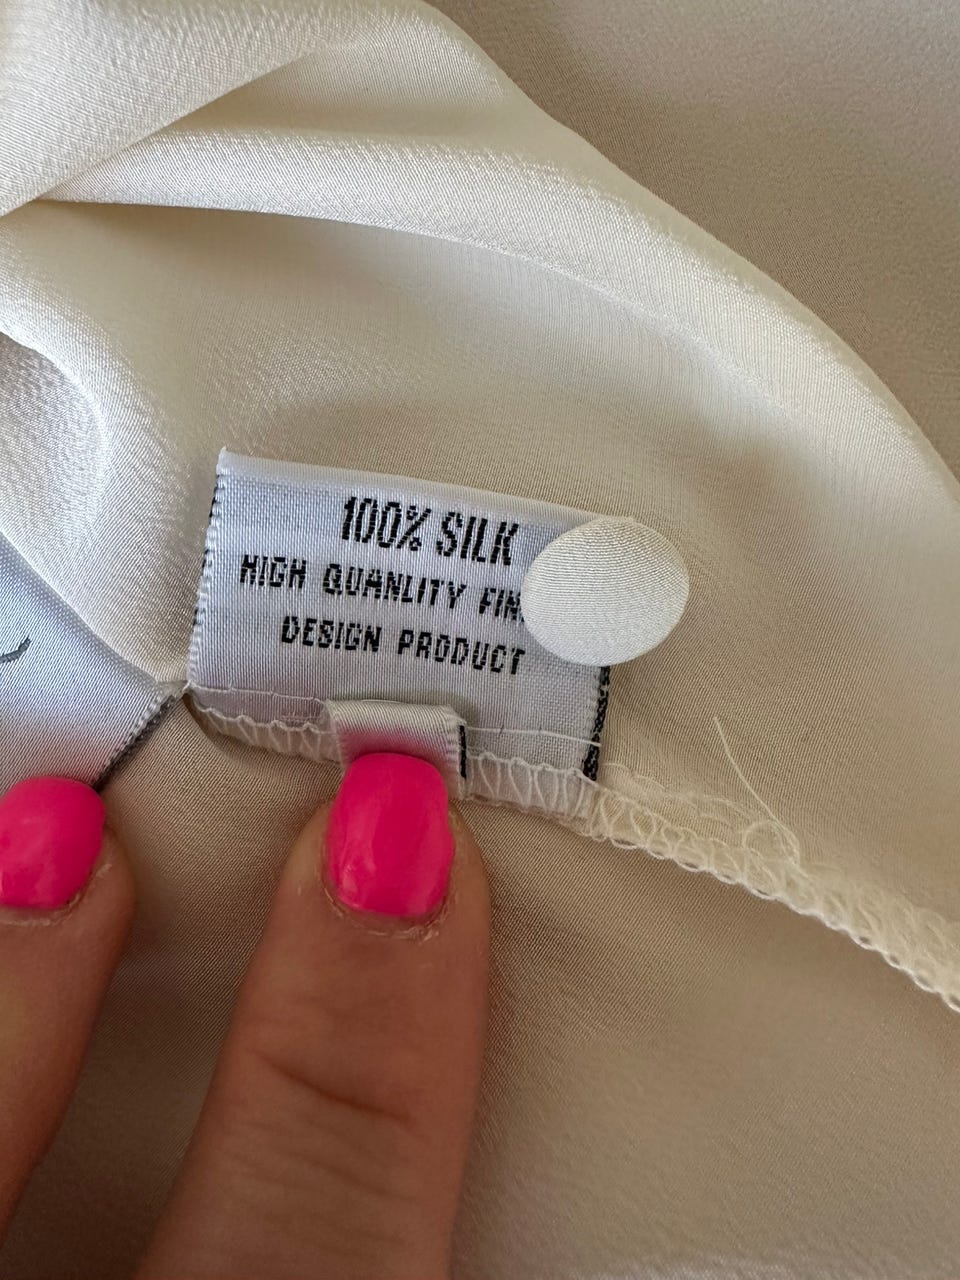 100% SILK
HIGH QUANLITY
DESIGN PRODUCT